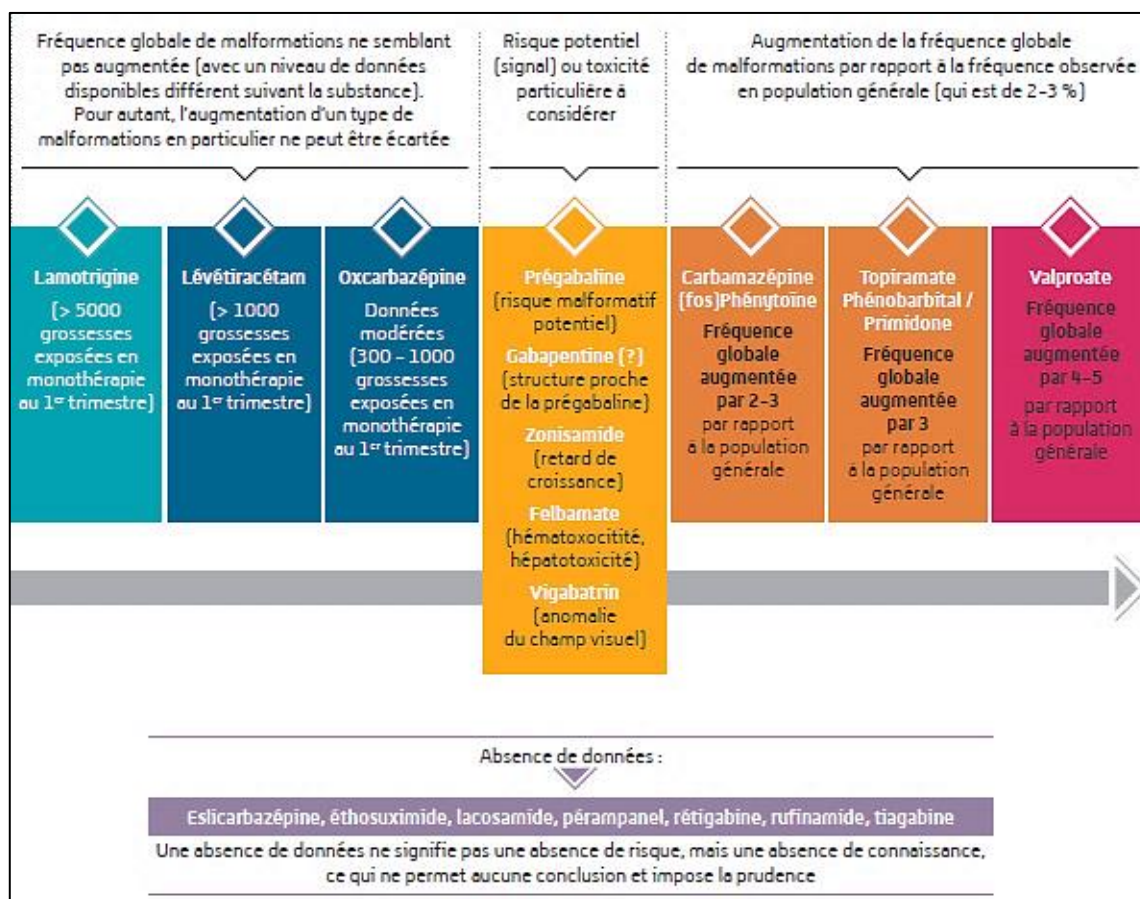 Fréquence globale de malformations ne semblant
pas augmentée (avec un niveau de données
disponibles différent suivant la substance).
Pour autant, l'augmentation d'un type de
malformations en particulier ne peut être écartée
Risque potentiel
(signal) ou toxicité
particulière à
considérer
Augmentation de la fréquence globale
de malformations par rapport à la fréquence observée
en population générale (qui est de 2-3 %)
Lamotrigine
(> 5000
grossesses
exposées en
monothérapie
au 1er trimestre)
Lévétiracétam
(> 1000
grossesses
exposées en
monothérapie
au 1er trimestre)
Oxcarbazépine
Données
modérées
(300 – 1000
grossesses
exposées en
monothérapie
au 1er trimestre)
Prégabaline
(risque malformatif
potentiel)
Gabapentine (?)
(structure proche
de la prégabaline)
Zonisamide
(retard de
croissance)
Felbamate
(hématoxocitité,
hépatotoxicité)
Vigabatrin
(anomalie
du champ visuel)
Carbamazépine
(fos)Phénytoïne
Fréquence
globale
augmentée
par 2-3
par rapport
à la population
générale
Topiramate
Phénobarbital /
Primidone
Fréquence
globale
augmentée
par 3
par rapport
à la population
générale
Valproate
Fréquence
globale
augmentée
par 4-5
par rapport
à la population
générale
Absence de données :
Eslicarbazépine, éthosuximide, lacosamide, pérampanel, rétigabine, rufinamide, tiagabine
Une absence de données ne signifie pas une absence de risque, mais une absence de connaissance,
ce qui ne permet aucune conclusion et impose la prudence